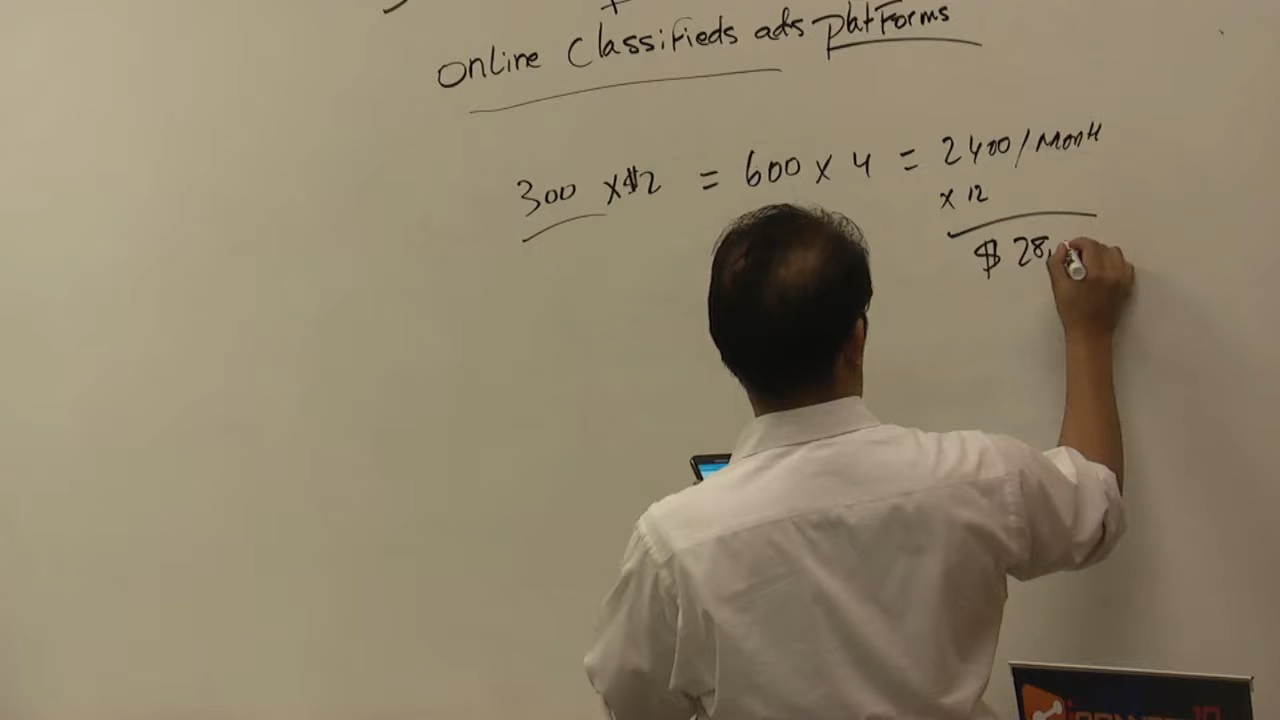 Online Classifieds ads platforms
300 x $2 = 600 x 4 = 2400 / Month
x 12
$ 28,